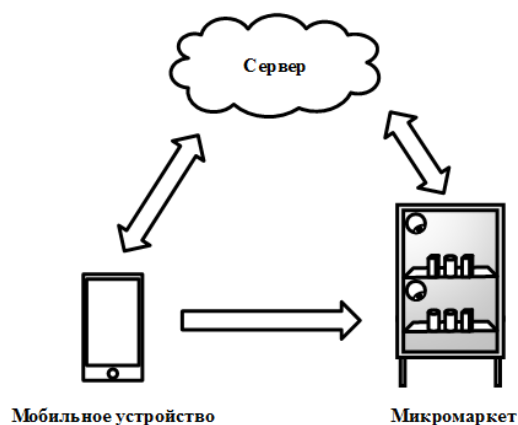 Сервер
Мобильное устройство
Микромаркет